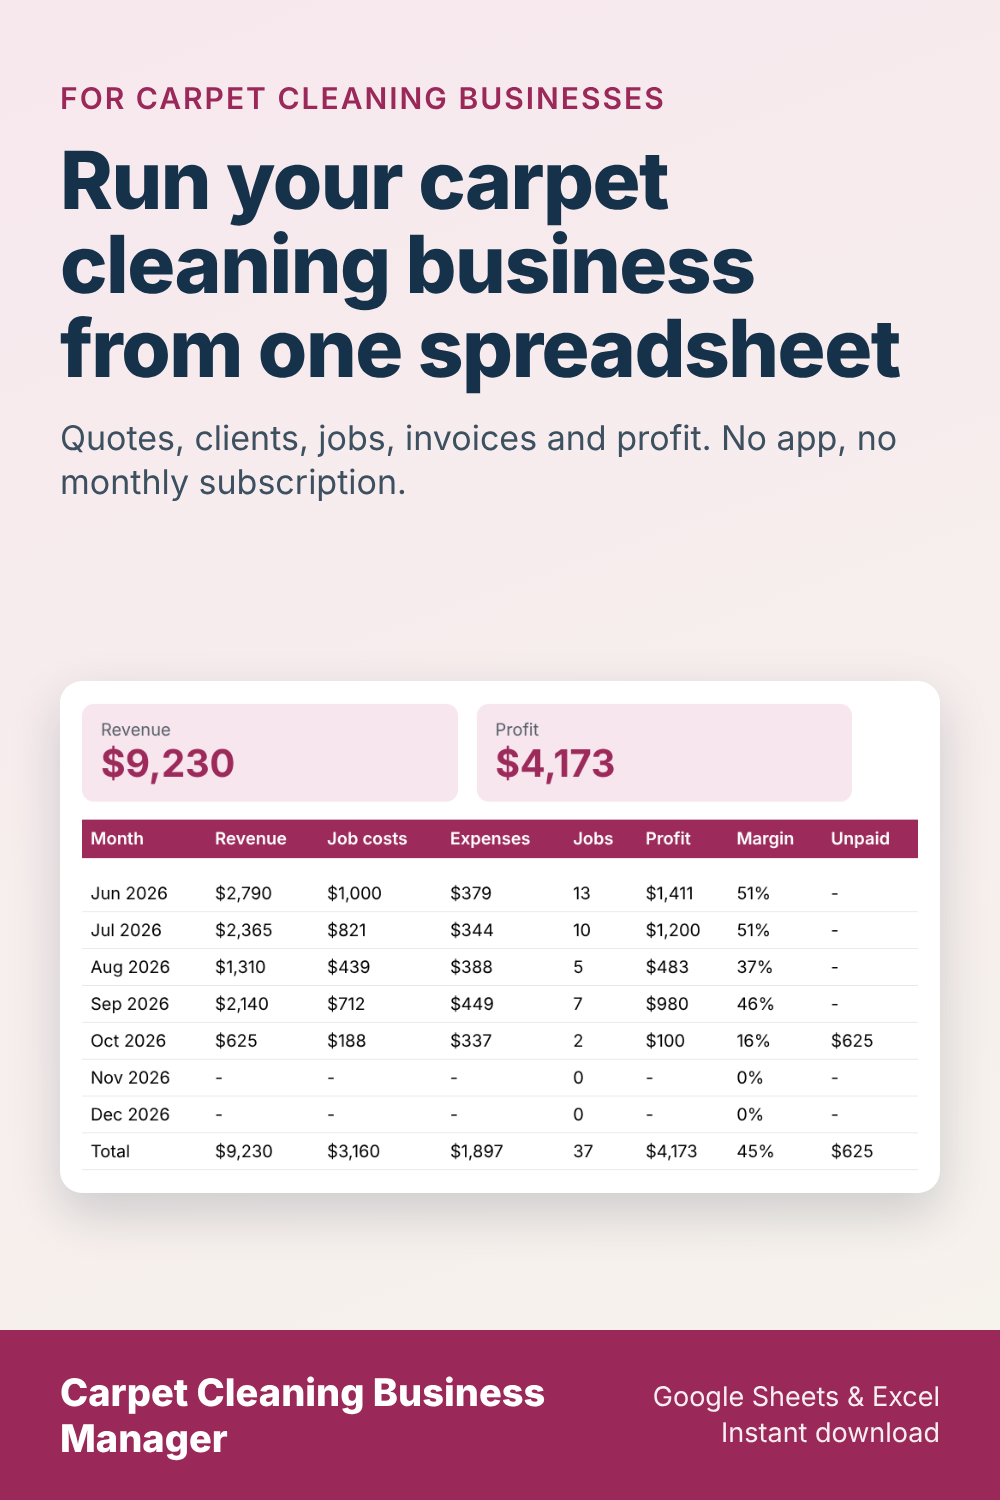 FOR CARPET CLEANING BUSINESSES
Run your carpet
cleaning business
from one spreadsheet
Quotes, clients, jobs, invoices and profit. No app, no
monthly subscription.
Revenue
$9,230
Profit
$4,173
Month Revenue Job costs Expenses Jobs Profit Margin Unpaid
Jun 2026 $2,790 $1,000 $379 13 $1,411 51% -
Jul 2026 $2,365 $821 $344 10 $1,200 51% -
Aug 2026 $1,310 $439 $388 5 $483 37% -
Sep 2026 $2,140 $712 $449 7 $980 46% -
Oct 2026 $625 $188 $337 2 $100 16% $625
Nov 2026 - - - 0 - 0% -
Dec 2026 - - - 0 - 0% -
Total $9,230 $3,160 $1,897 37 $4,173 45% $625
Carpet Cleaning Business
Manager
Google Sheets & Excel
Instant download